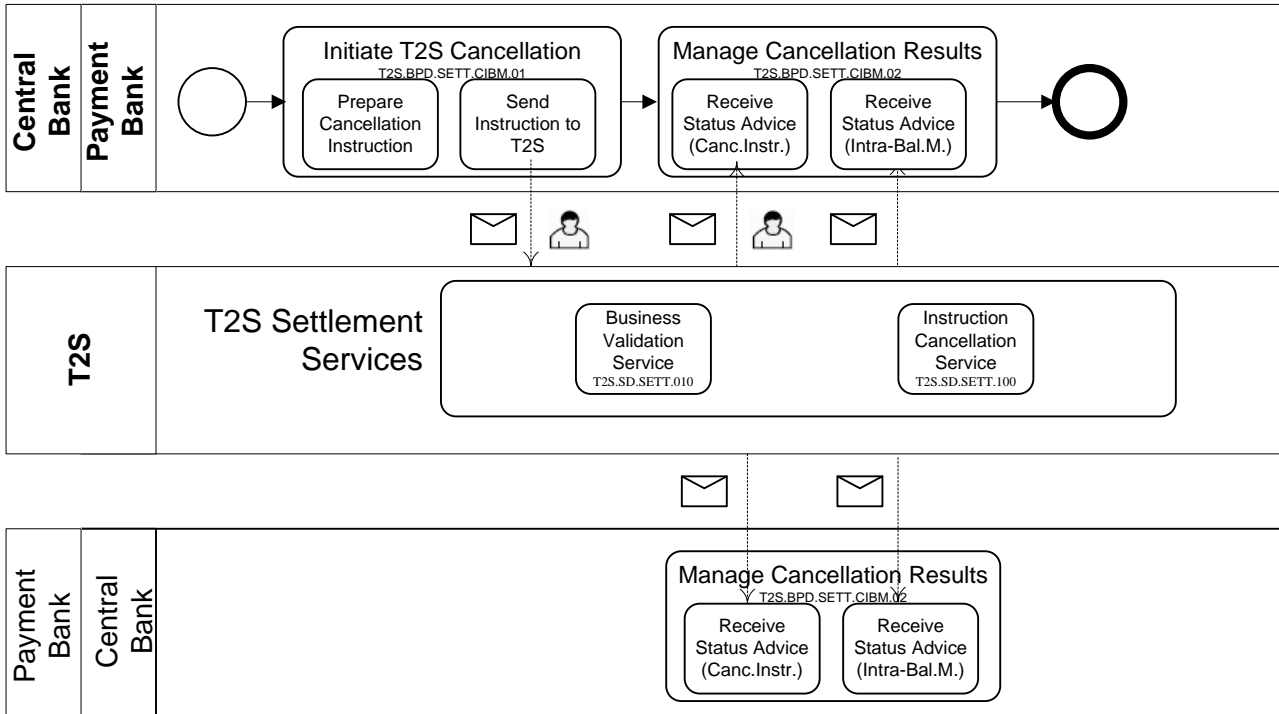 Central
Bank
Payment
Bank
Initiate T2S Cancellation
T2S.BPD.SETT.CIBM.01
Prepare
Cancellation
Instruction
Send
Instruction to
T2S
Manage Cancellation Results
T2S.BPD.SETT.CIBM.02
Receive
Status Advice
(Canc.Instr.)
Receive
Status Advice
(Intra-Bal.M.)
T2S
T2S Settlement
Services
Business
Validation
Service
T2S.SD.SETT.010
Instruction
Cancellation
Service
T2S.SD.SETT.100
Payment
Bank
Central
Bank
Manage Cancellation Results
T2S.BPD.SETT.CIBM.02
Receive
Status Advice
(Canc.Instr.)
Receive
Status Advice
(Intra-Bal.M.)